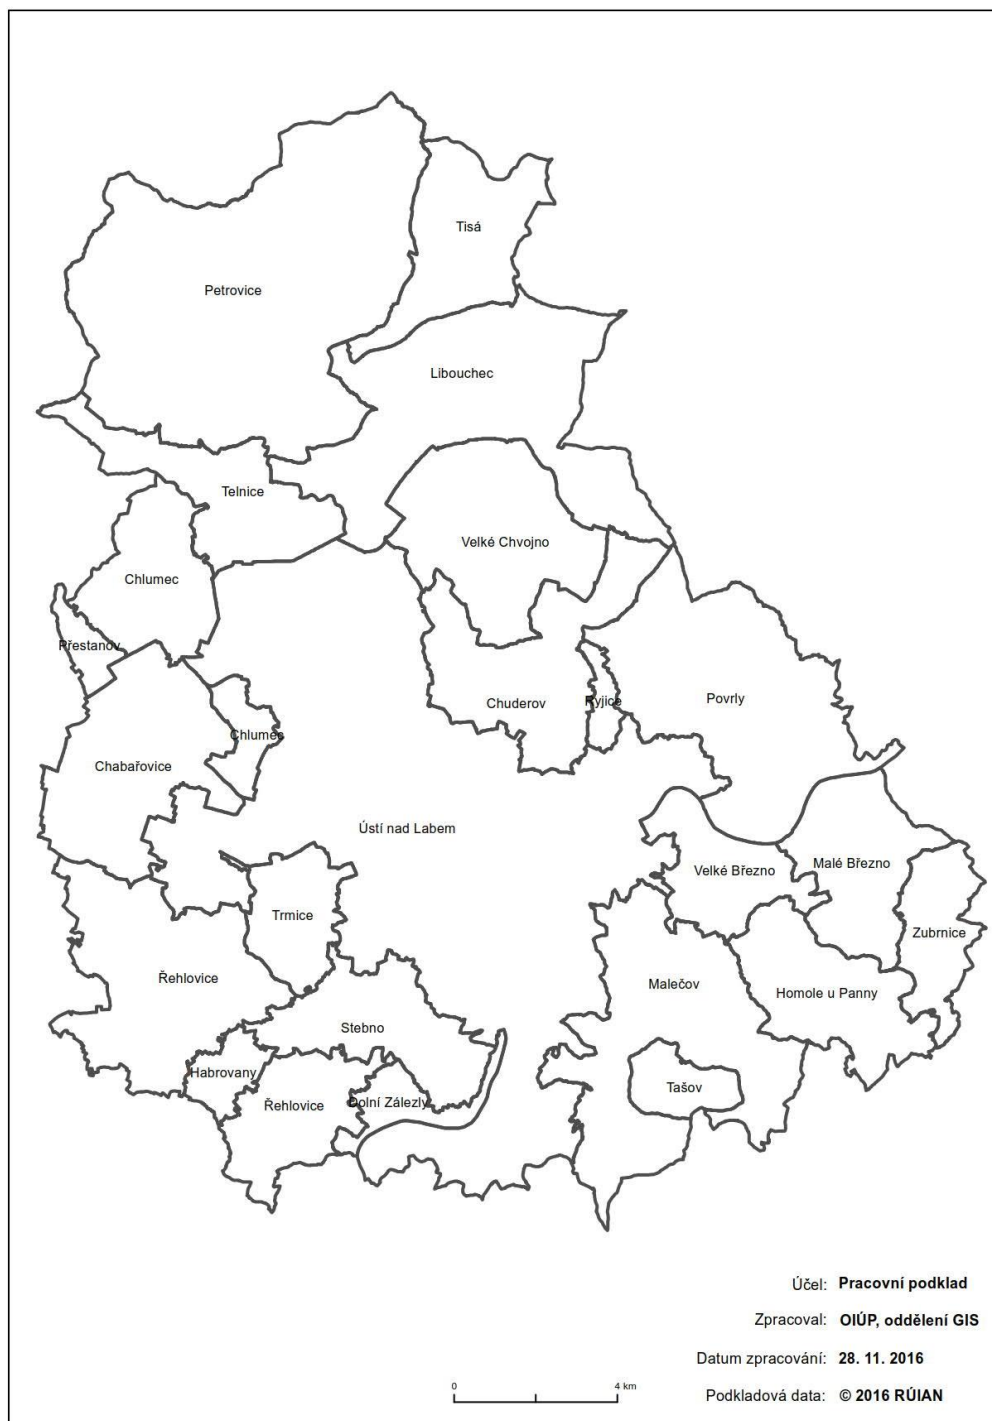 Tisá
Petrovice
Libouchec
Telnice
Velké Chvojno
Chlumec
Přestanov
Chuderov
Ryjice
Povrly
Chlumec
Chabařovice
Ústí nad Labem
Velké Březno
Malé Březno
Trmice
Zubrnice
Řehlovice
Malečov
Homole u Panny
Stebno
Habrovany
Tašov
Řehlovice
Dolní Zálezly
Účel: Pracovní podklad
Zpracoval: OIÚP, oddělení GIS
Datum zpracování: 28. 11. 2016
0 4 km
Podkladová data: © 2016 RÚIAN